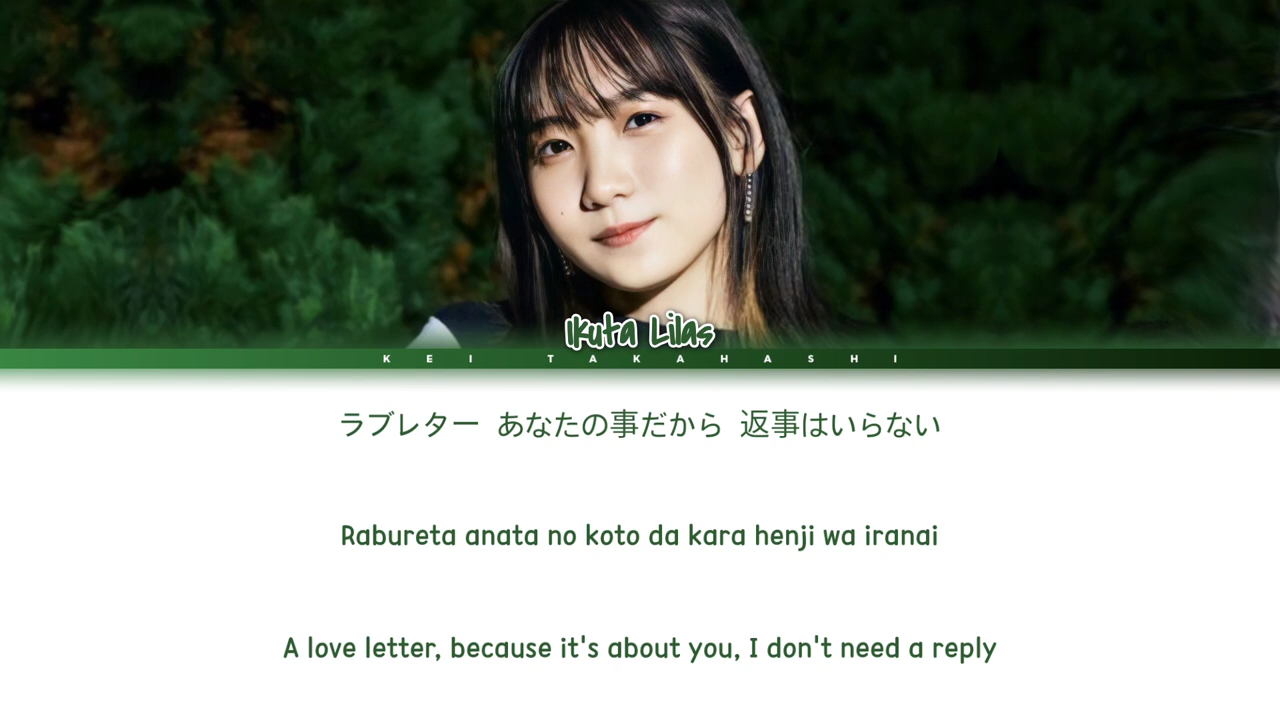 Ikuta Lilas
KEI TAKAHASHI
ラブレター あなたの事だから 返事はいらない
Rabureta anata no koto da kara henji wa iranai
A love letter, because it's about you, I don't need a reply